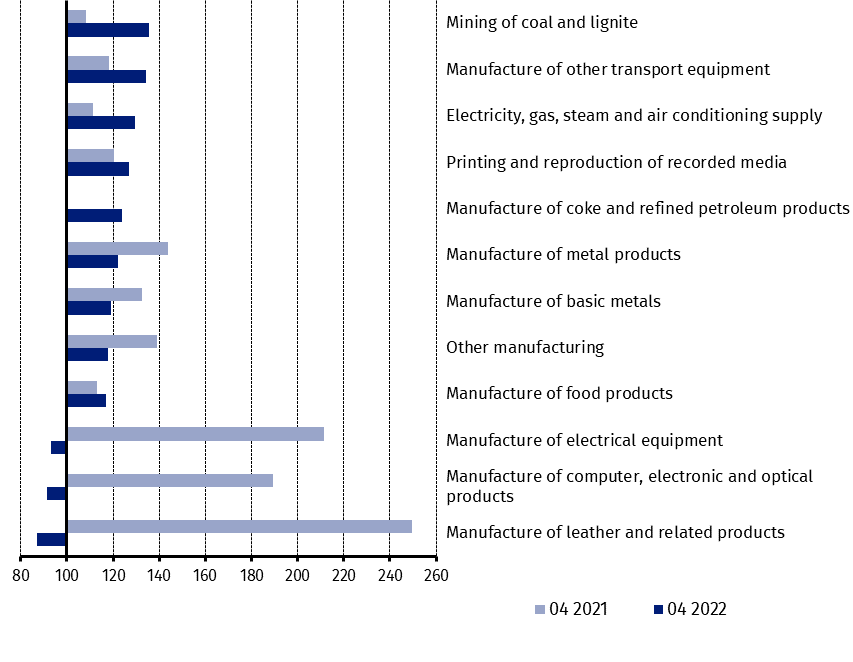 Mining of coal and lignite
Manufacture of other transport equipment
Electricity, gas, steam and air conditioning supply
Printing and reproduction of recorded media
Manufacture of coke and refined petroleum products
Manufacture of metal products
Manufacture of basic metals
Other manufacturing
Manufacture of food products
Manufacture of electrical equipment
Manufacture of computer, electronic and optical
products
Manufacture of leather and related products
80 100 120 140 160 180 200 220 240 260
04 2021 04 2022